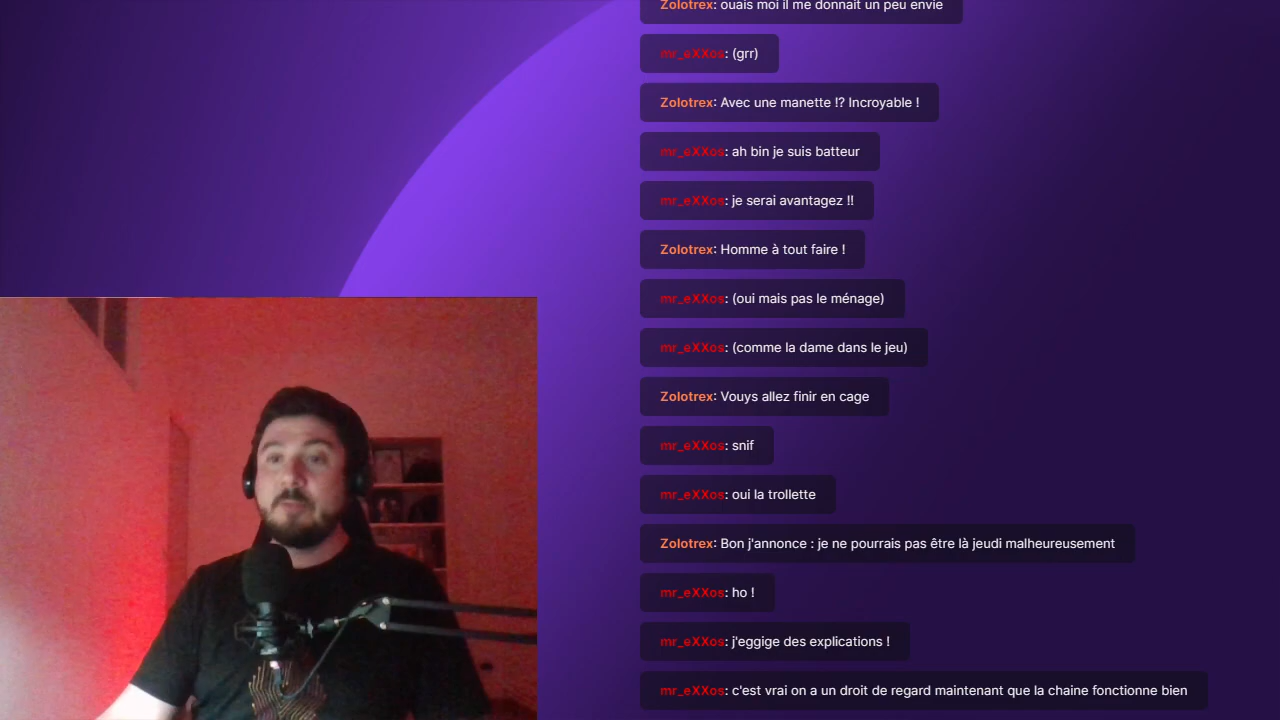 Zolotrex: ouais moi il me donnait un peu envie
mr_eXXos: (grr)
Zolotrex: Avec une manette !? Incroyable !
mr_eXXos: ah bin je suis batteur
mr_eXXos: je serai avantagez !!
Zolotrex: Homme à tout faire !
mr_eXXos: (oui mais pas le ménage)
mr_eXXos: (comme la dame dans le jeu)
Zolotrex: Vouys allez finir en cage
mr_eXXos: snif
mr_eXXos: oui la trollette
Zolotrex: Bon j'annonce : je ne pourrais pas être là jeudi malheureusement
mr_eXXos: ho !
mr_eXXos: j'eggige des explications !
mr_eXXos: c'est vrai on a un droit de regard maintenant que la chaine fonctionne bien